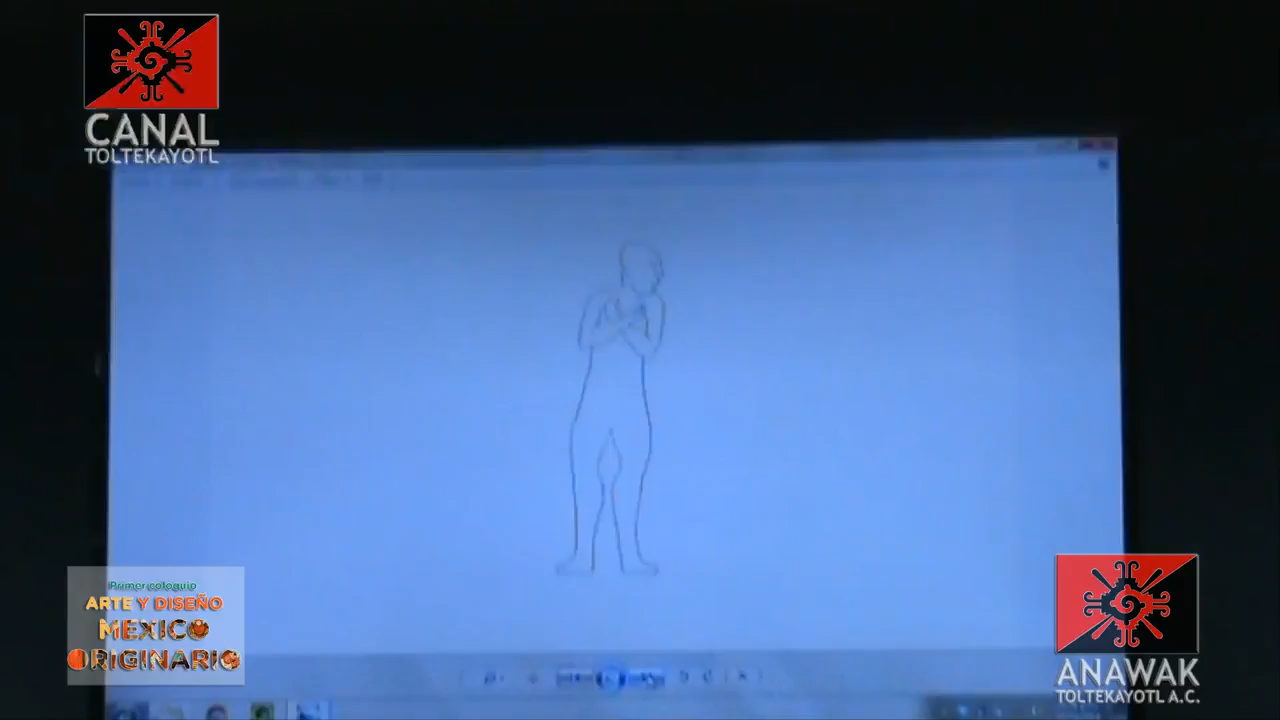 CANAL
TOLTEKAYOTL
Primer coloquio
ARTE Y DISEÑO
MEXICO
ORIGINARIO
ANAWAK
TOLTEKAYOTL A.C.